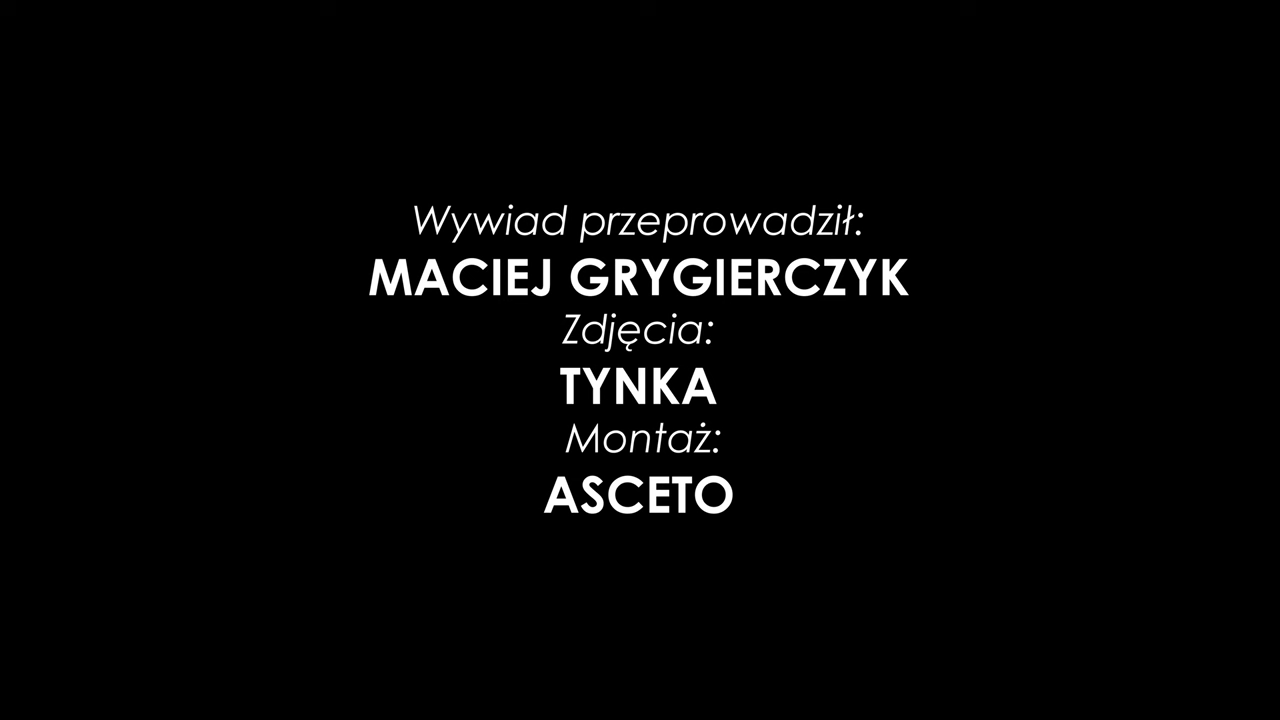 Wywiad przeprowadził:
MACIEJ GRYGIERCZYK
Zdjęcia:
TYNKA
Montaż:
ASCETO